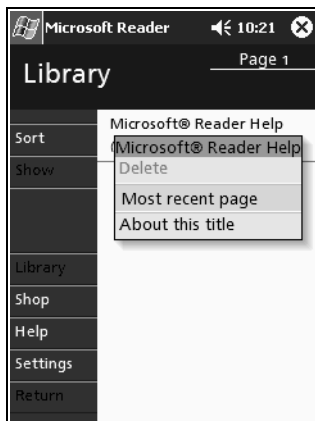 Microsoft Reader 10:21
Library
Page 1
Sort
Show
Library
Shop
Help
Settings
Return
Microsoft® Reader Help
(
Microsoft® Reader Help
Delete
Most recent page
About this title